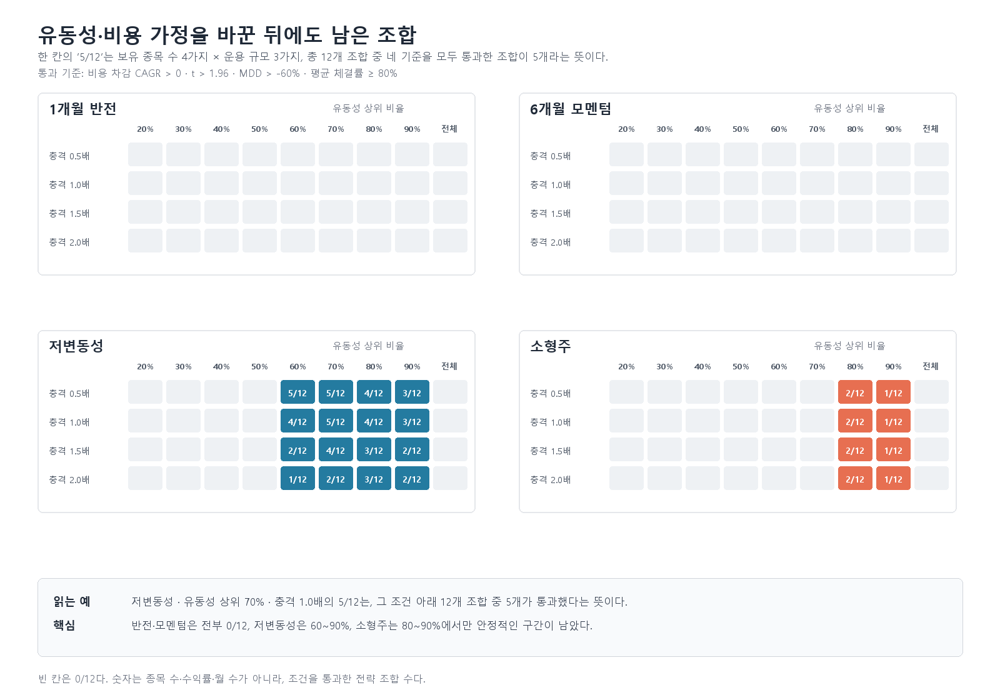 유동성·비용 가정을 바꾼 뒤에도 남은 조합
한 칸의 ‘5/12’는 보유 종목 수 4가지 × 운용 규모 3가지, 총 12개 조합 중 네 기준을 모두 통과한 조합이 5개라는 뜻이다.
통과 기준: 비용 차감 CAGR > 0 · t > 1.96 · MDD > -60% · 평균 체결률 ≥ 80%
1개월 반전
유동성 상위 비율
20% 30% 40% 50% 60% 70% 80% 90% 전체
충격 0.5배
충격 1.0배
충격 1.5배
충격 2.0배
6개월 모멘텀
유동성 상위 비율
20% 30% 40% 50% 60% 70% 80% 90% 전체
충격 0.5배
충격 1.0배
충격 1.5배
충격 2.0배
저변동성
유동성 상위 비율
20% 30% 40% 50% 60% 70% 80% 90% 전체
충격 0.5배 5/12 5/12 4/12 3/12
충격 1.0배 4/12 5/12 4/12 3/12
충격 1.5배 2/12 4/12 3/12 2/12
충격 2.0배 1/12 2/12 3/12 2/12
소형주
유동성 상위 비율
20% 30% 40% 50% 60% 70% 80% 90% 전체
충격 0.5배 2/12 1/12
충격 1.0배 2/12 1/12
충격 1.5배 2/12 1/12
충격 2.0배 2/12 1/12
읽는 예 저변동성 · 유동성 상위 70% · 충격 1.0배의 5/12는, 그 조건 아래 12개 조합 중 5개가 통과했다는 뜻이다.
핵심 반전·모멘텀은 전부 0/12, 저변동성은 60~90%, 소형주는 80~90%에서만 안정적인 구간이 남았다.
빈 칸은 0/12다. 숫자는 종목 수·수익률·월 수가 아니라, 조건을 통과한 전략 조합 수다.